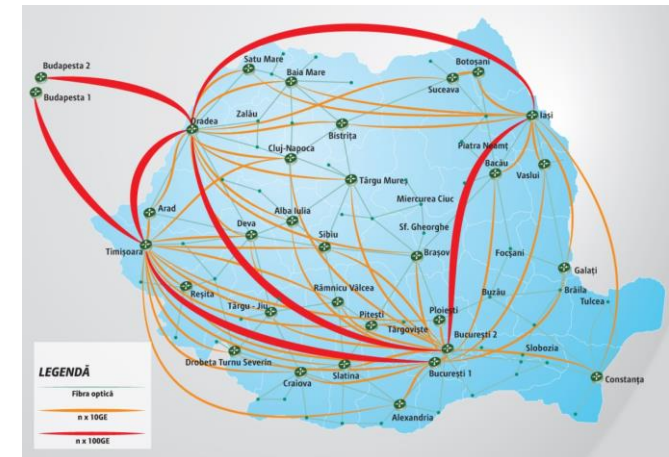 Budapesta 2
Budapesta 1
Satu Mare
Baia Mare
Botoșani
Suceava
Oradea
Zalău
Iași
Bistrița
Cluj-Napoca
Piatra Neamț
Bacău
Vaslui
Târgu Mureș
Miercurea Ciuc
Arad
Alba Iulia
Deva
Sf. Gheorghe
Timișoara
Sibiu
Brașov
Focșani
Galați
Reșița
Râmnicu Vâlcea
Buzău
Brăila
Tulcea
Târgu - Jiu
Pitești
Ploiești
Târgoviște
București 2
Slobozia
Drobeta Turnu Severin
Slatina
București 1
Craiova
Constanța
Alexandria
LEGENDĂ
Fibra optică
n x 10GE
n x 100GE